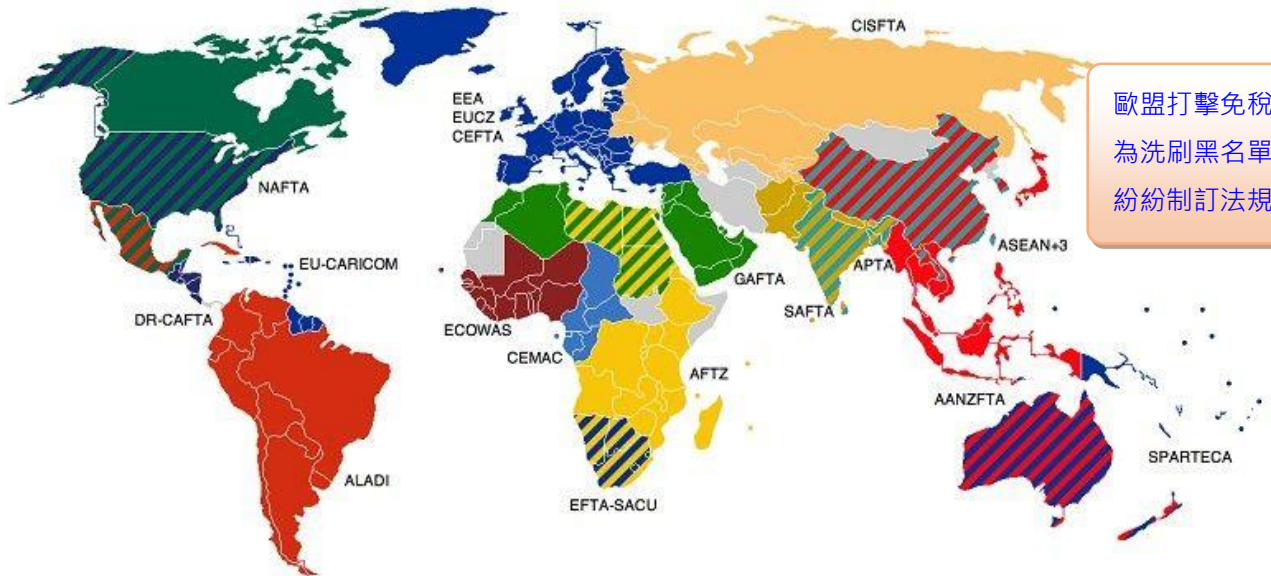 CISFTA
EEA
EUCZ
CEFTA
歐盟打擊免稅
為洗刷黑名單
紛紛制訂法規
NAFTA
ASEAN+3
EU-CARICOM
GAFTA
APTA
DR-CAFTA
SAFTA
ECOWAS
CEMAC
AFTZ
AANZFTA
SPARTECA
ALADI
EFTA-SACU